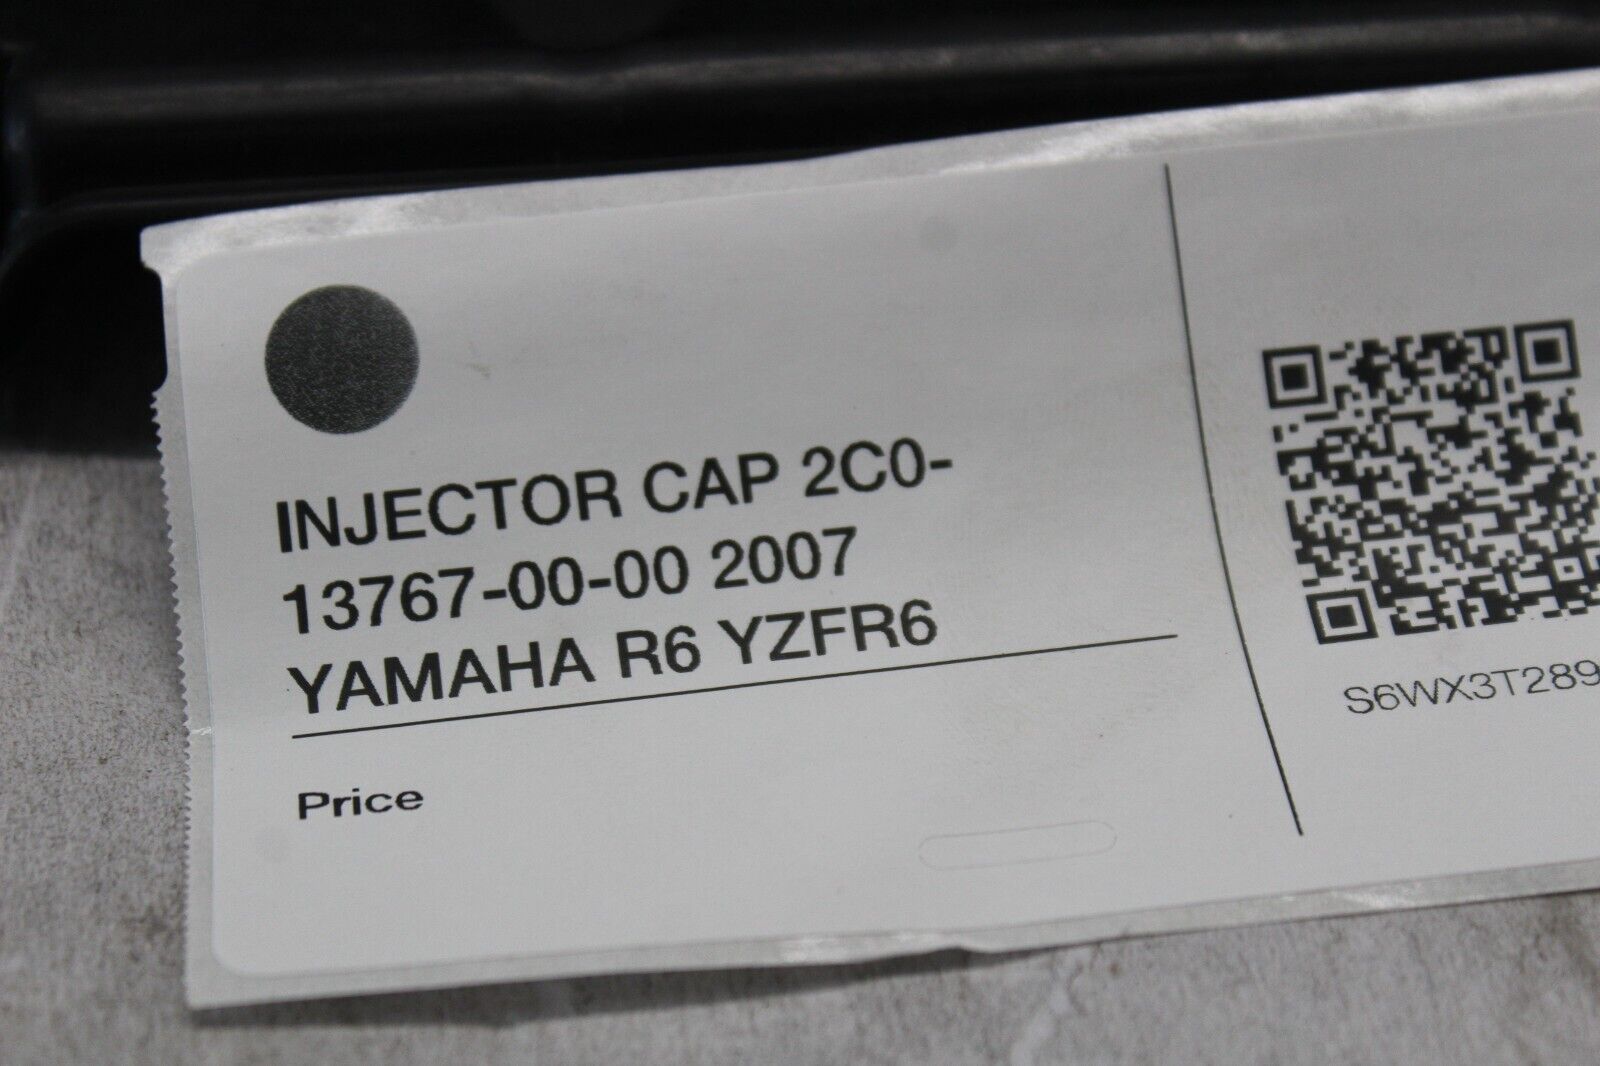 INJECTOR CAP 2C0-
13767-00-00 2007
YAMAHA R6 YZFR6
Price
S6WX3T289